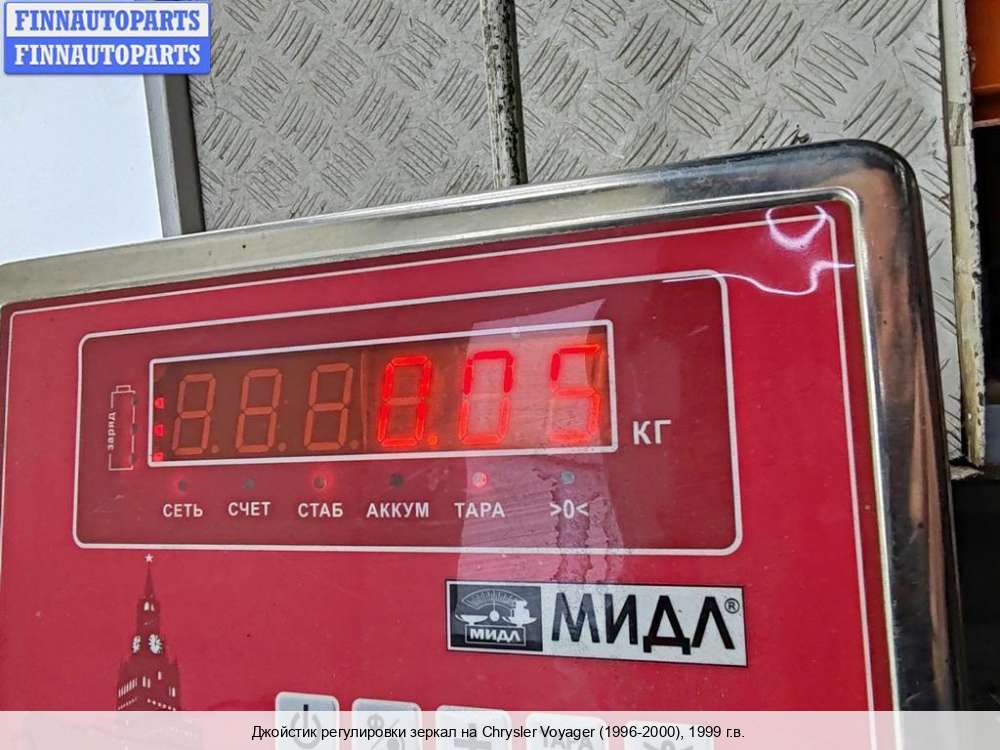 FINNAUTOPARTS
FINNAUTOPARTS
заряд
0.05
КГ
СЕТЬ СЧЕТ СТАБ АККУМ ТАРА >0<
МИДЛ
МИДЛ®
ТАРА
Джойстик регулировки зеркал на Chrysler Voyager (1996-2000), 1999 г.в.